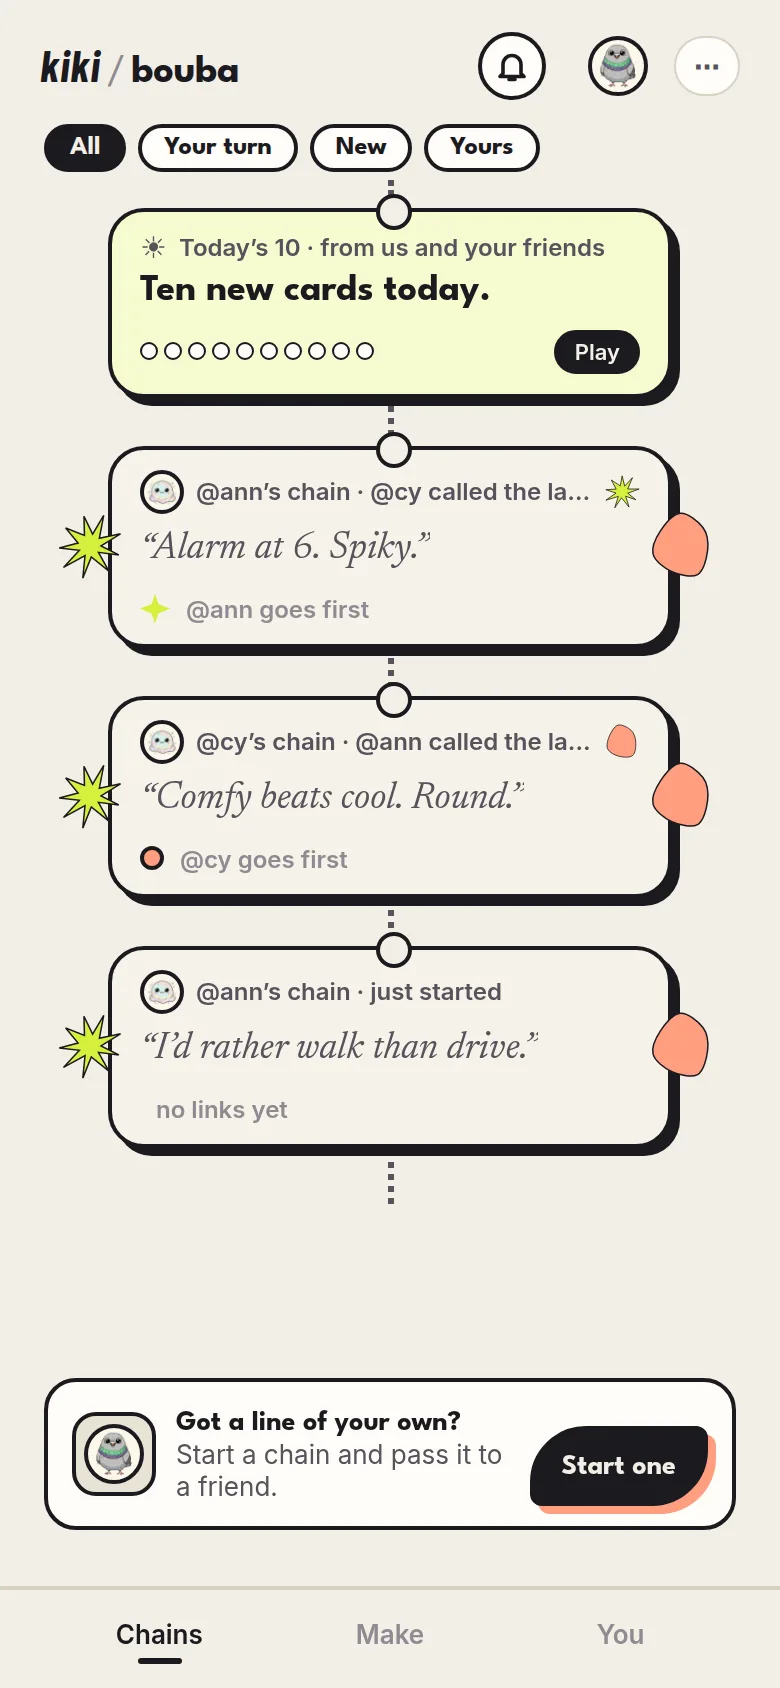 kiki / bouba
...
All
Your turn
New
Yours
Today’s 10 · from us and your friends
Ten new cards today.
Play
@ann’s chain · @cy called the la…
“Alarm at 6. Spiky.”
@ann goes first
@cy’s chain · @ann called the la…
“Comfy beats cool. Round.”
@cy goes first
@ann’s chain · just started
“I’d rather walk than drive.”
no links yet
Got a line of your own?
Start a chain and pass it to
a friend.
Start one
Chains
Make
You